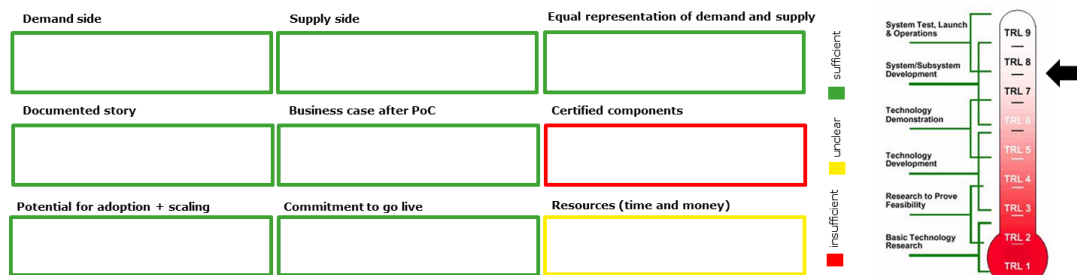 Demand side
Supply side
Equal representation of demand and supply
Documented story
Business case after PoC
Certified components
Potential for adoption + scaling
Commitment to go live
Resources (time and money)
sufficient
unclear
insufficient
System Test, Launch
& Operations
System/Subsystem
Development
Technology
Demonstration
Technology
Development
Research to Prove
Feasibility
Basic Technology
Research
TRL 9
TRL 8
TRL 7
TRL 6
TRL 5
TRL 4
TRL 3
TRL 2
TRL 1